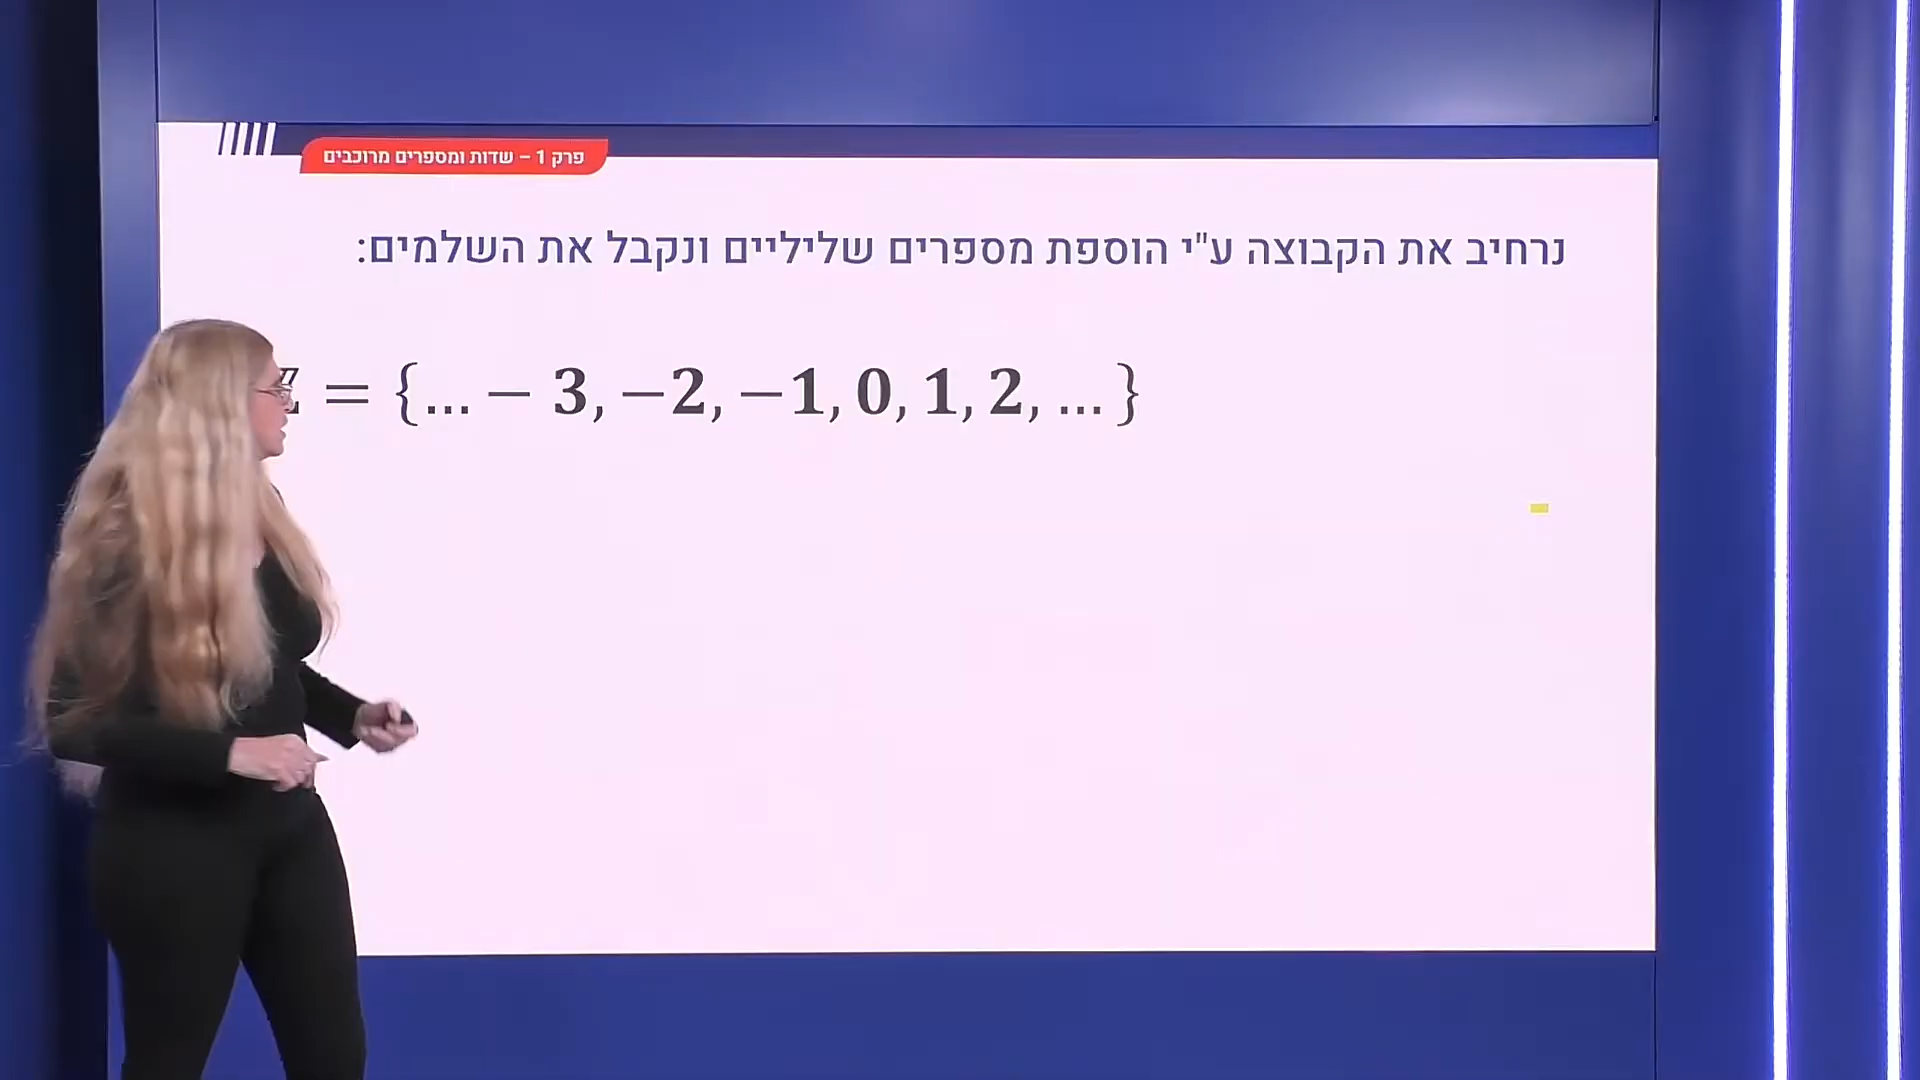 פרק 1 – שדות ומספרים מרוכבים
נרחיב את הקבוצה ע"י הוספת מספרים שליליים ונקבל את השלמים:
= {... − 3, −2, −1, 0, 1, 2, ... }